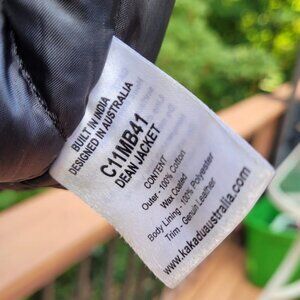 BUILT IN INDIA
DESIGNED IN AUSTRALIA
C11MB41
DEAN JACKET
CONTENT
Outer - 100% Cotton
Wax Coated
Body Lining - 100% Polyester
Trim - Genuin Leather
www.kakaduaustralia.com